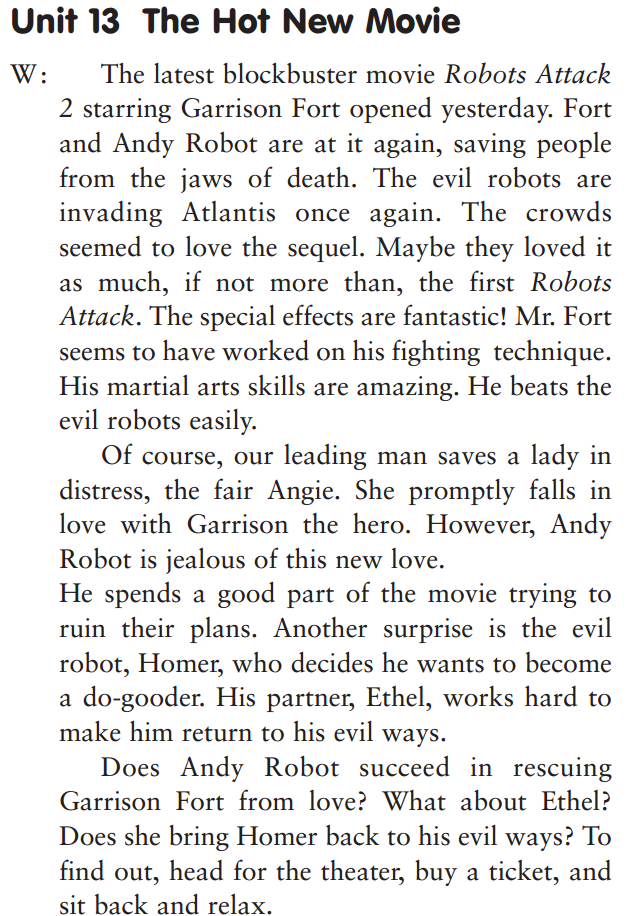 Unit 13 The Hot New Movie
W: The latest blockbuster movie Robots Attack
2 starring Garrison Fort opened yesterday. Fort
and Andy Robot are at it again, saving people
from the jaws of death. The evil robots are
invading Atlantis once again. The crowds
seemed to love the sequel. Maybe they loved it
as much, if not more than, the first Robots
Attack. The special effects are fantastic! Mr. Fort
seems to have worked on his fighting technique.
His martial arts skills are amazing. He beats the
evil robots easily.
Of course, our leading man saves a lady in
distress, the fair Angie. She promptly falls in
love with Garrison the hero. However, Andy
Robot is jealous of this new love.
He spends a good part of the movie trying to
ruin their plans. Another surprise is the evil
robot, Homer, who decides he wants to become
a do-gooder. His partner, Ethel, works hard to
make him return to his evil ways.
Does Andy Robot succeed in rescuing
Garrison Fort from love? What about Ethel?
Does she bring Homer back to his evil ways? To
find out, head for the theater, buy a ticket, and
sit back and relax.